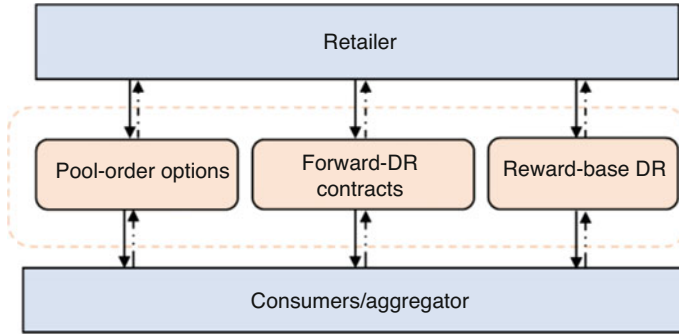 Retailer
Pool-order options
Forward-DR
contracts
Reward-base DR
Consumers/aggregator